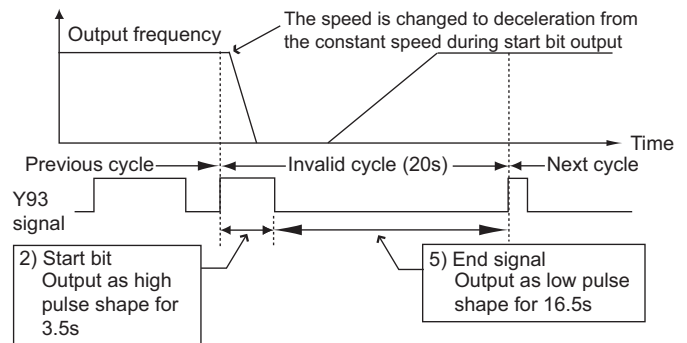 Output frequency
The speed is changed to deceleration from
the constant speed during start bit output
Time
Previous cycle
Invalid cycle (20s)
Next cycle
Y93
signal
2) Start bit
Output as high
pulse shape for
3.5s
5) End signal
Output as low pulse
shape for 16.5s